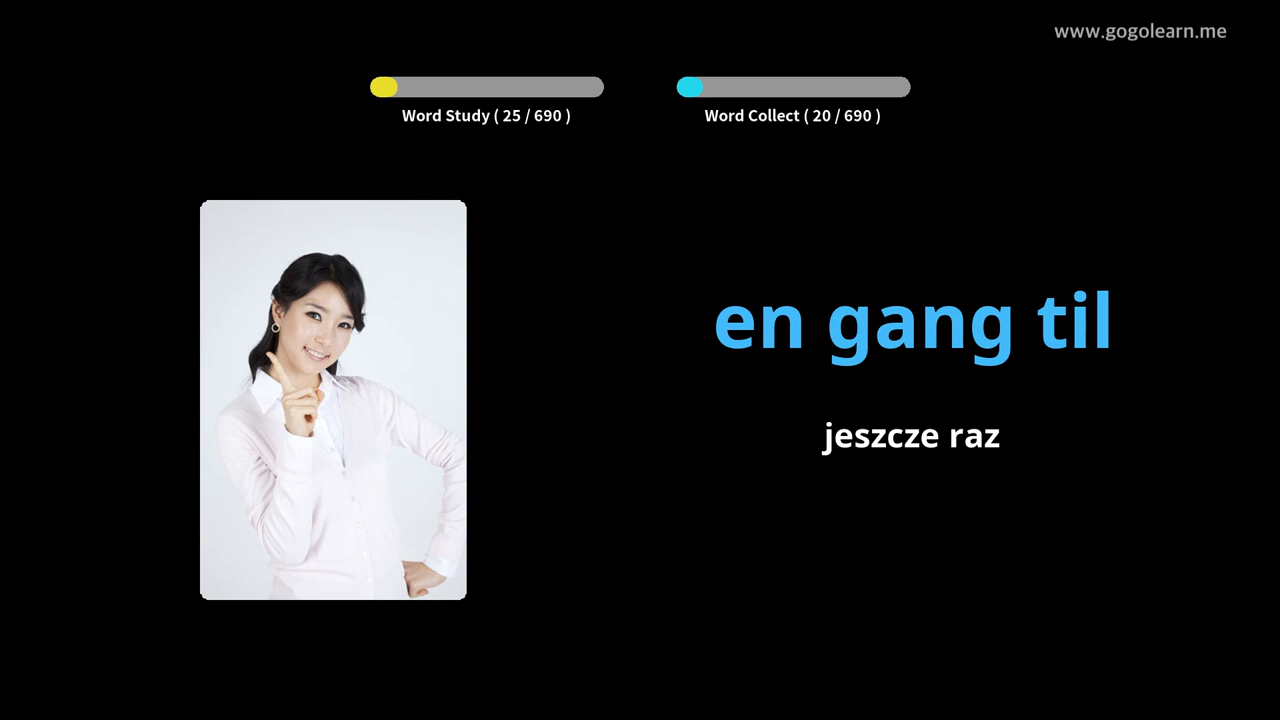 www.gogolearn.me
Word Study ( 25 / 690 )
Word Collect ( 20 / 690 )
en gang til
jeszcze raz